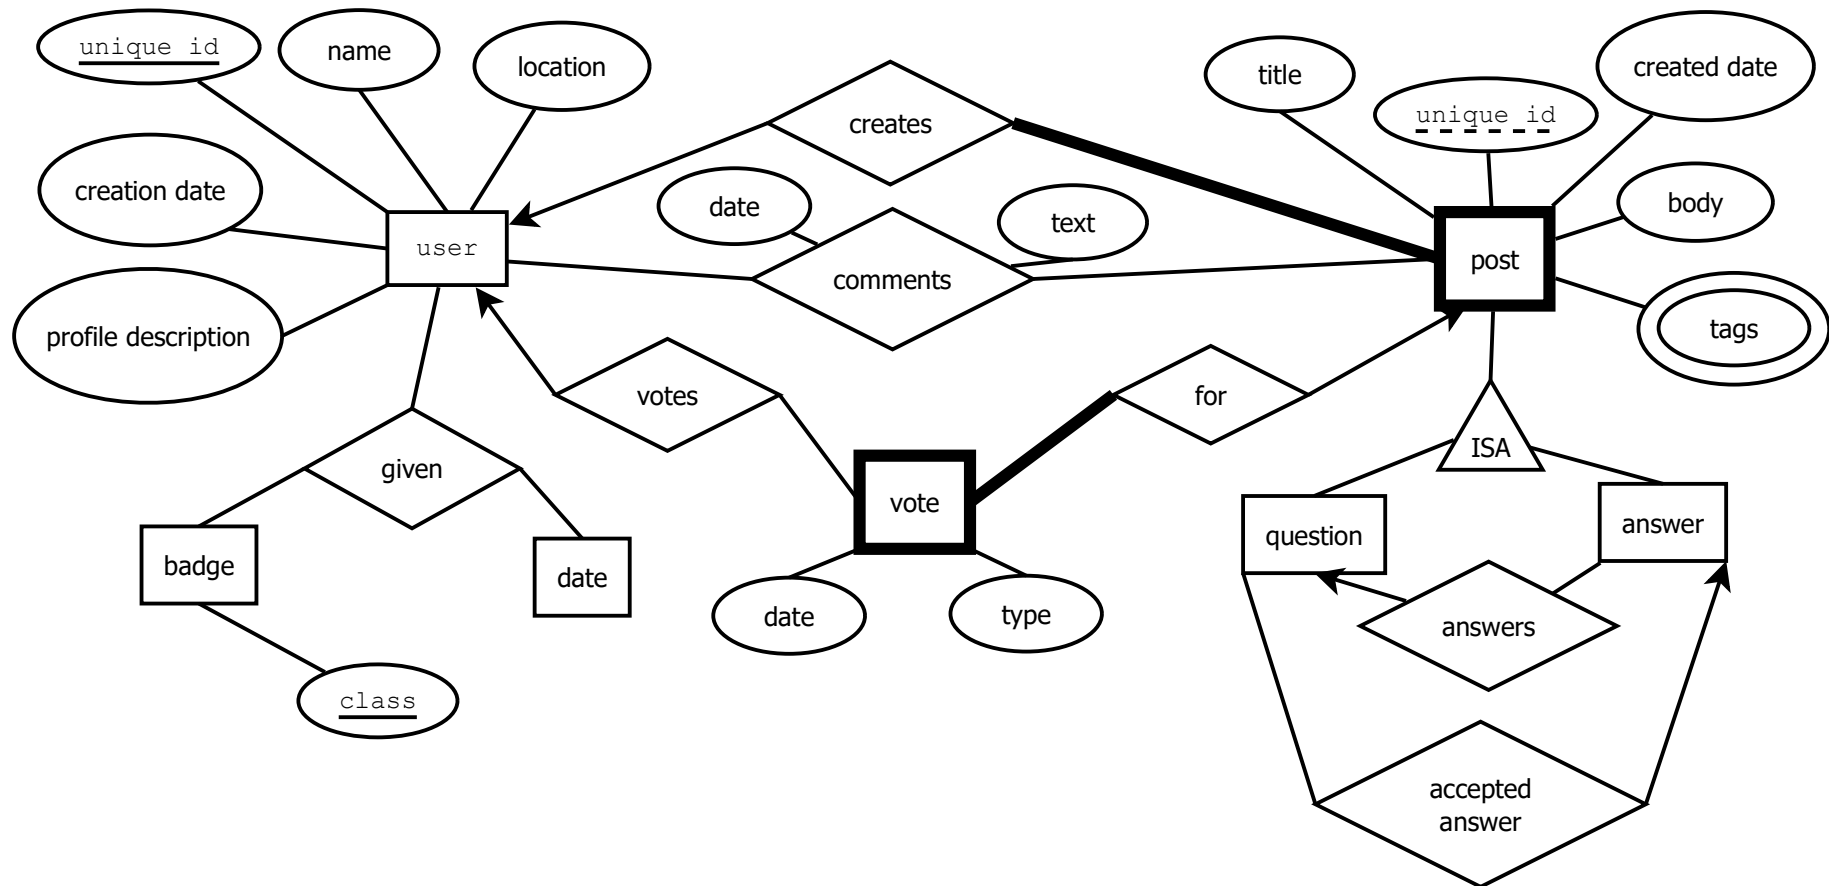 unique id
name
location
creates
title
unique id
created date
creation date
date
text
body
user
comments
post
profile description
tags
votes
for
given
ISA
vote
question
answer
badge
date
date
type
answers
class
accepted
answer